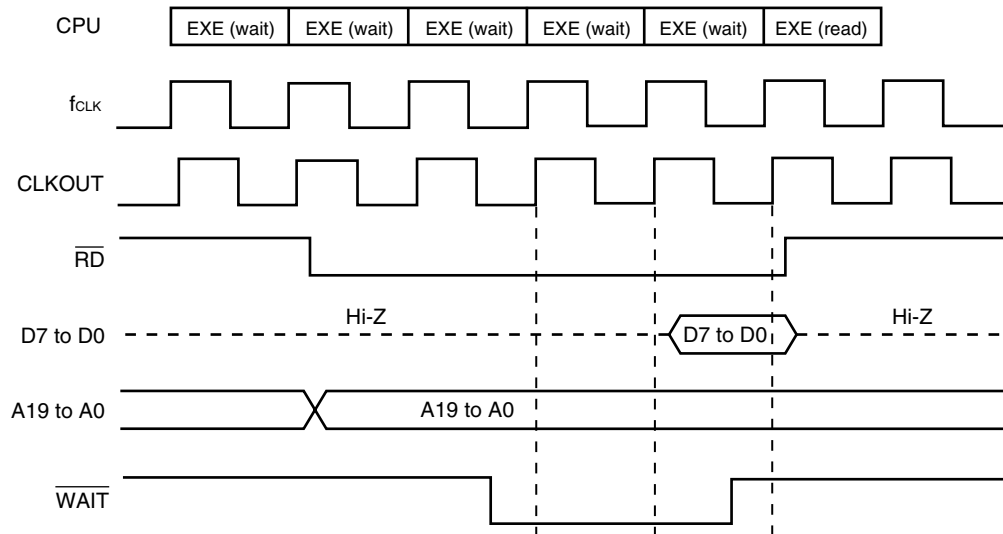 CPU EXE (wait) EXE (wait) EXE (wait) EXE (wait) EXE (wait) EXE (read)
fCLK
CLKOUT
RD
Hi-Z Hi-Z
D7 to D0 D7 to D0
A19 to A0 A19 to A0
WAIT